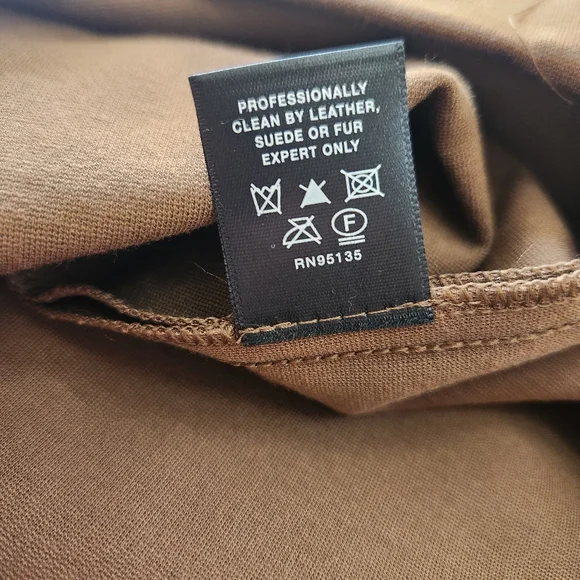 PROFESSIONALLY
CLEAN BY LEATHER,
SUEDE OR FUR
EXPERT ONLY
F
RN95135